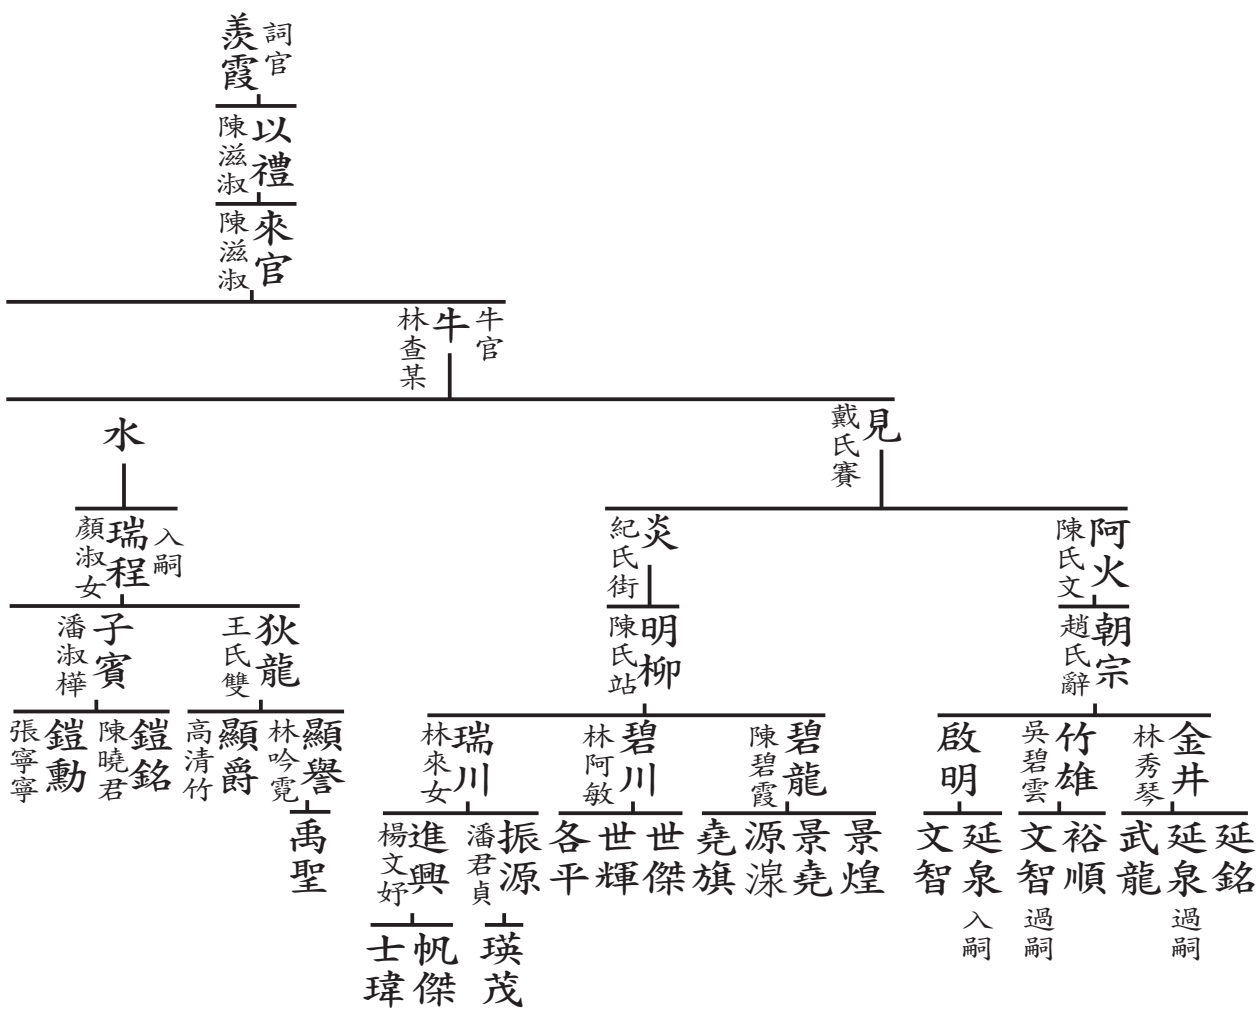 詞官
羨霞
以禮
陳滋淑
來官
陳滋淑
牛官
牛
林查某
見
戴氏賽
水
阿火
陳氏文
炎
紀氏街
入嗣
瑞程
顏淑女
朝宗
趙氏辭
明柳
陳氏站
狄龍
王氏雙
子賓
潘淑樺
金井
林秀琴
竹雄
吳碧雲
啟明
碧龍
陳碧霞
碧川
林阿敏
瑞川
林來女
顯譽
林吟霓
顯爵
高清竹
鎧銘
陳曉君
鎧勳
張寧寧
延銘
延泉
過嗣
武龍
裕順
文智
過嗣
延泉
入嗣
文智
景煌
景堯
源湶
堯旗
世傑
世輝
各平
振源
潘君貞
進興
楊文妤
禹聖
瑛茂
帆傑
士瑋